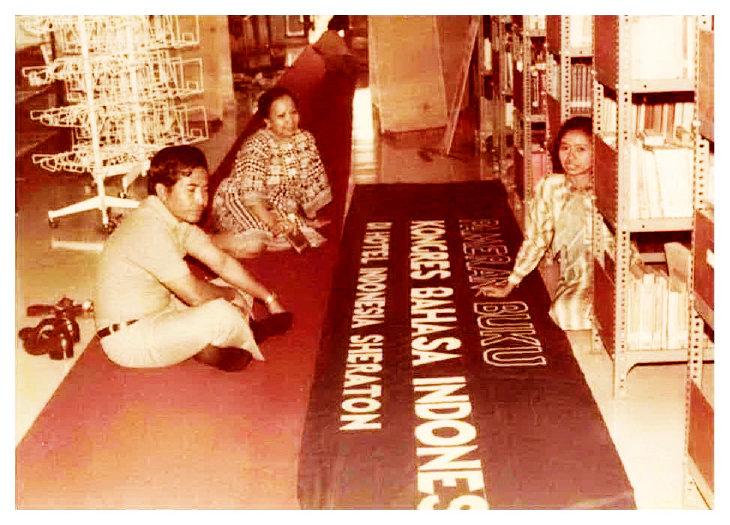 PAMERAN BUKU
KONGRES BAHASA INDONES
DI HOTEL INDONESIA SHERATON